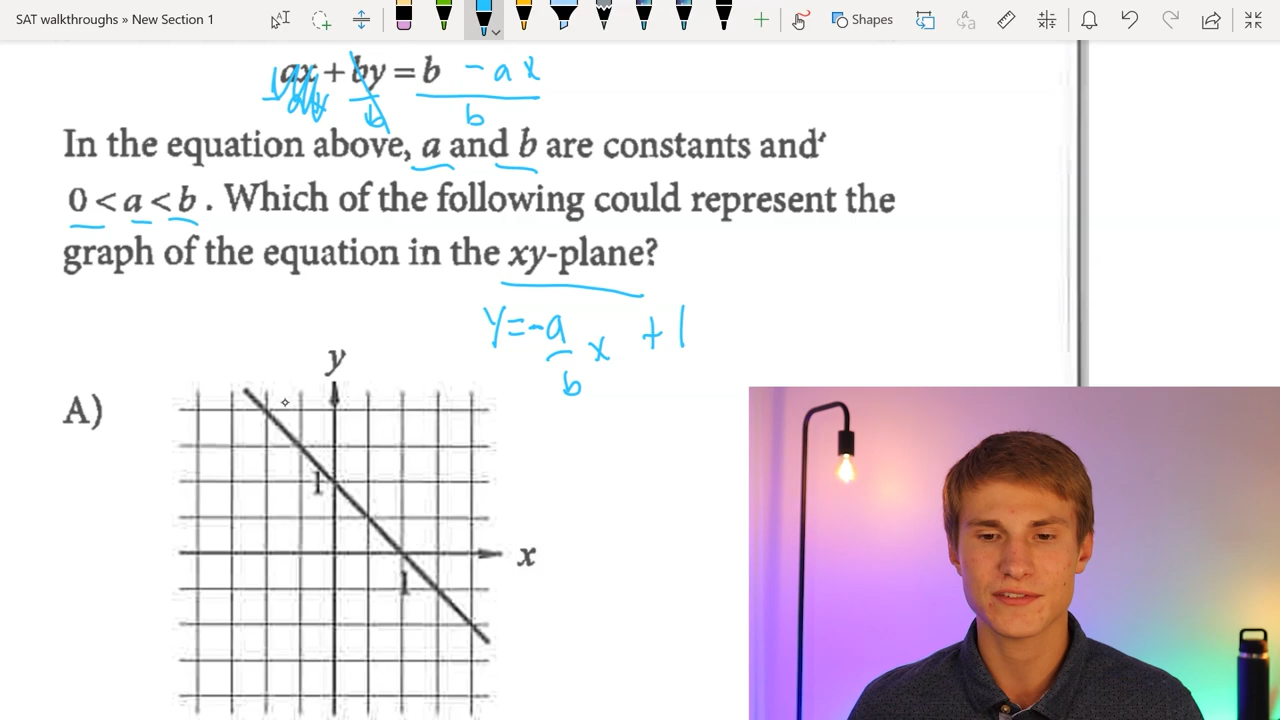 SAT walkthroughs » New Section 1
Shapes
ax + by = b - ax
b b
In the equation above, a and b are constants and
0 < a < b. Which of the following could represent the
graph of the equation in the xy-plane?
y = -a/b x + 1
y
A)
1
x
1